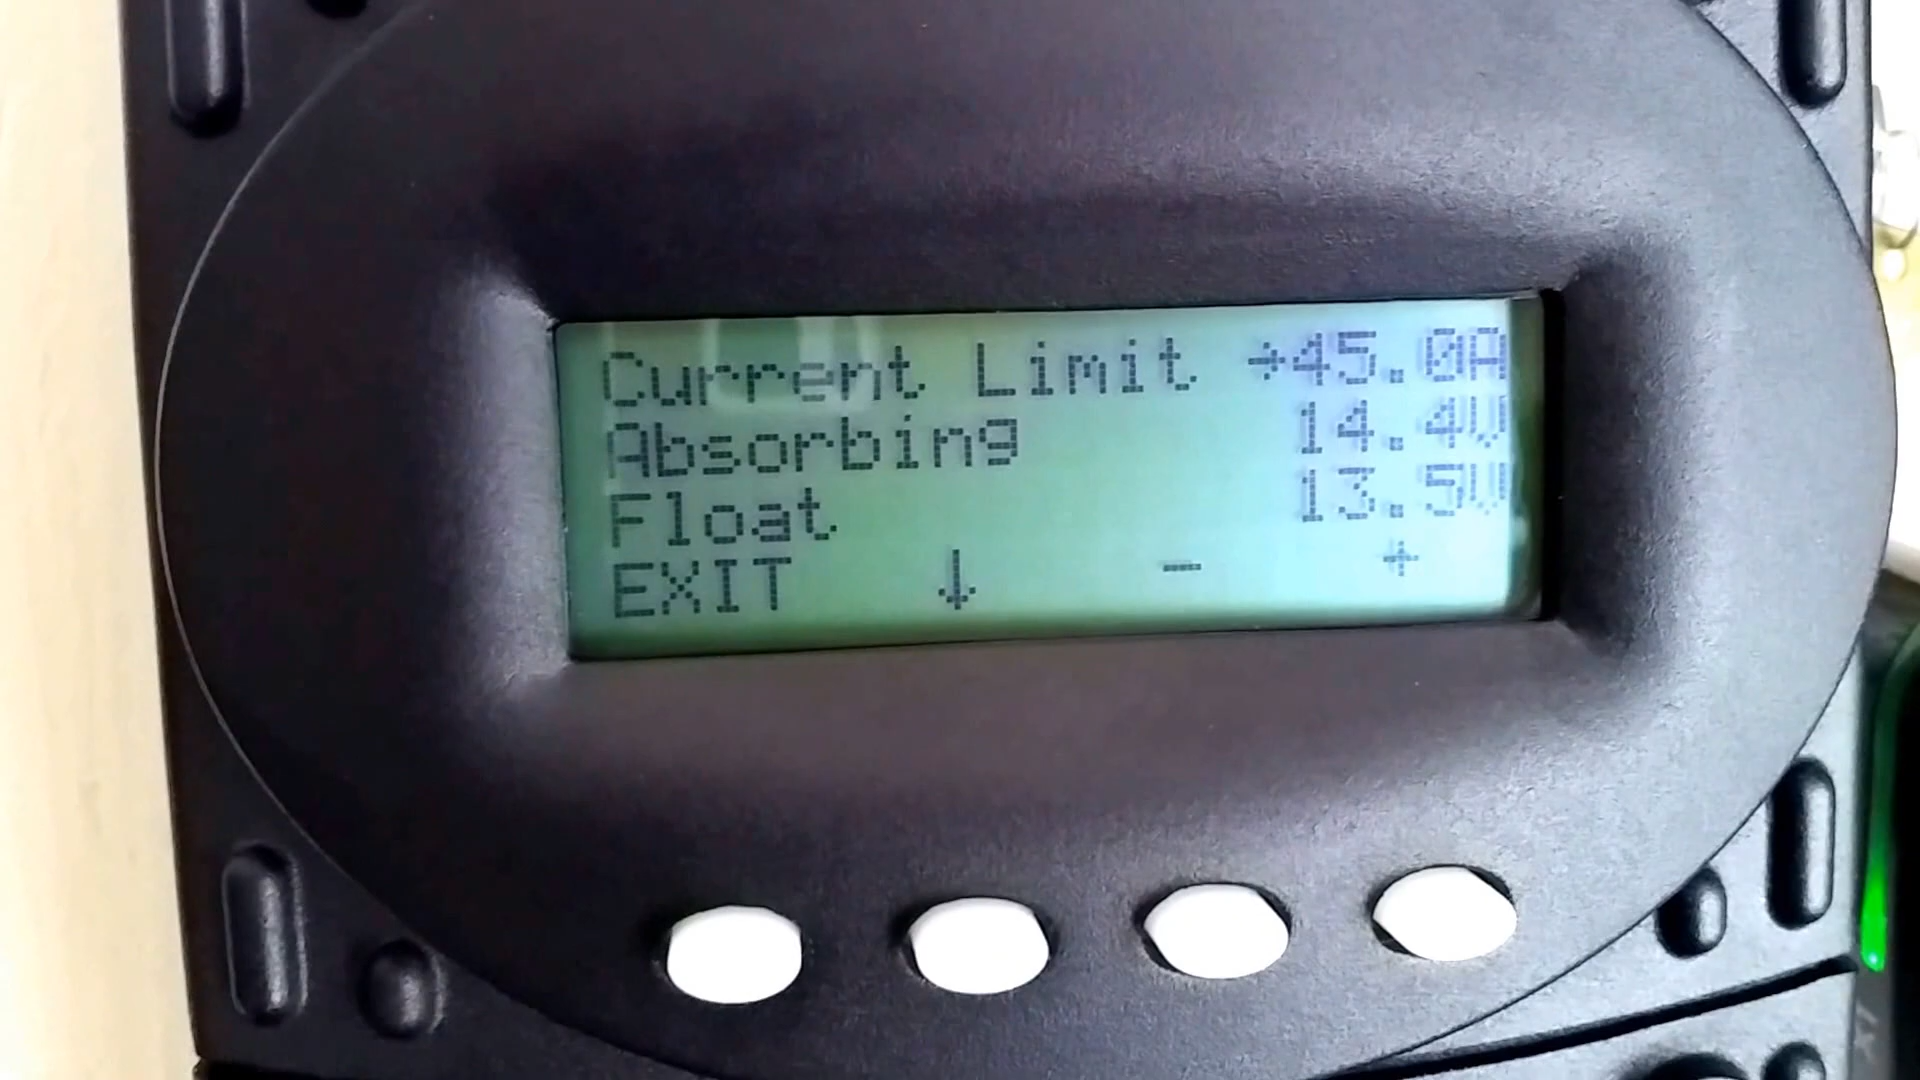 Current Limit →45.0A
Absorbing 14.4V
Float 13.5V
EXIT ↓ - +